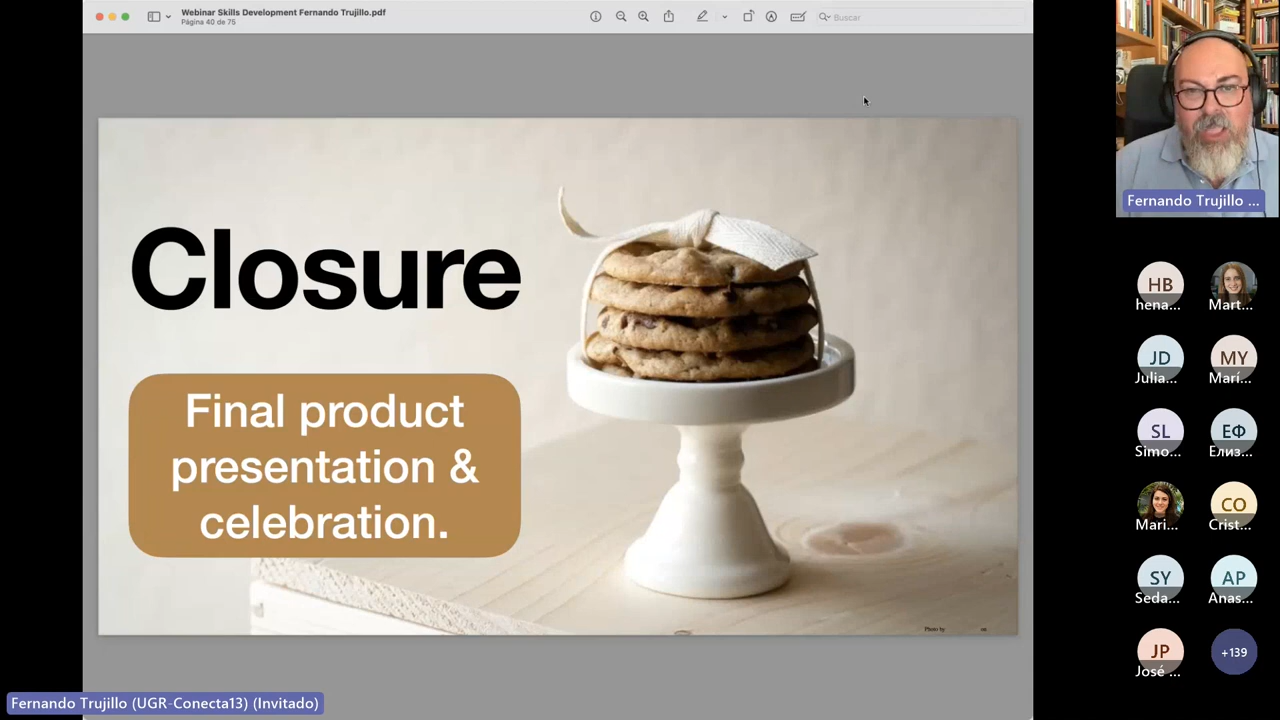 Webinar Skills Development Fernando Trujillo.pdf
Página 40 de 75
Buscar
Closure
Final product
presentation &
celebration.
Photo by
Fernando Trujillo ...
HB
hena...
Mart...
JD
Julia...
MY
Marí...
SL
Simo...
ЕФ
Елиз...
Mari...
CO
Crist...
SY
Seda...
AP
Anas...
JP
José ...
+139
Fernando Trujillo (UGR-Conecta13) (Invitado)